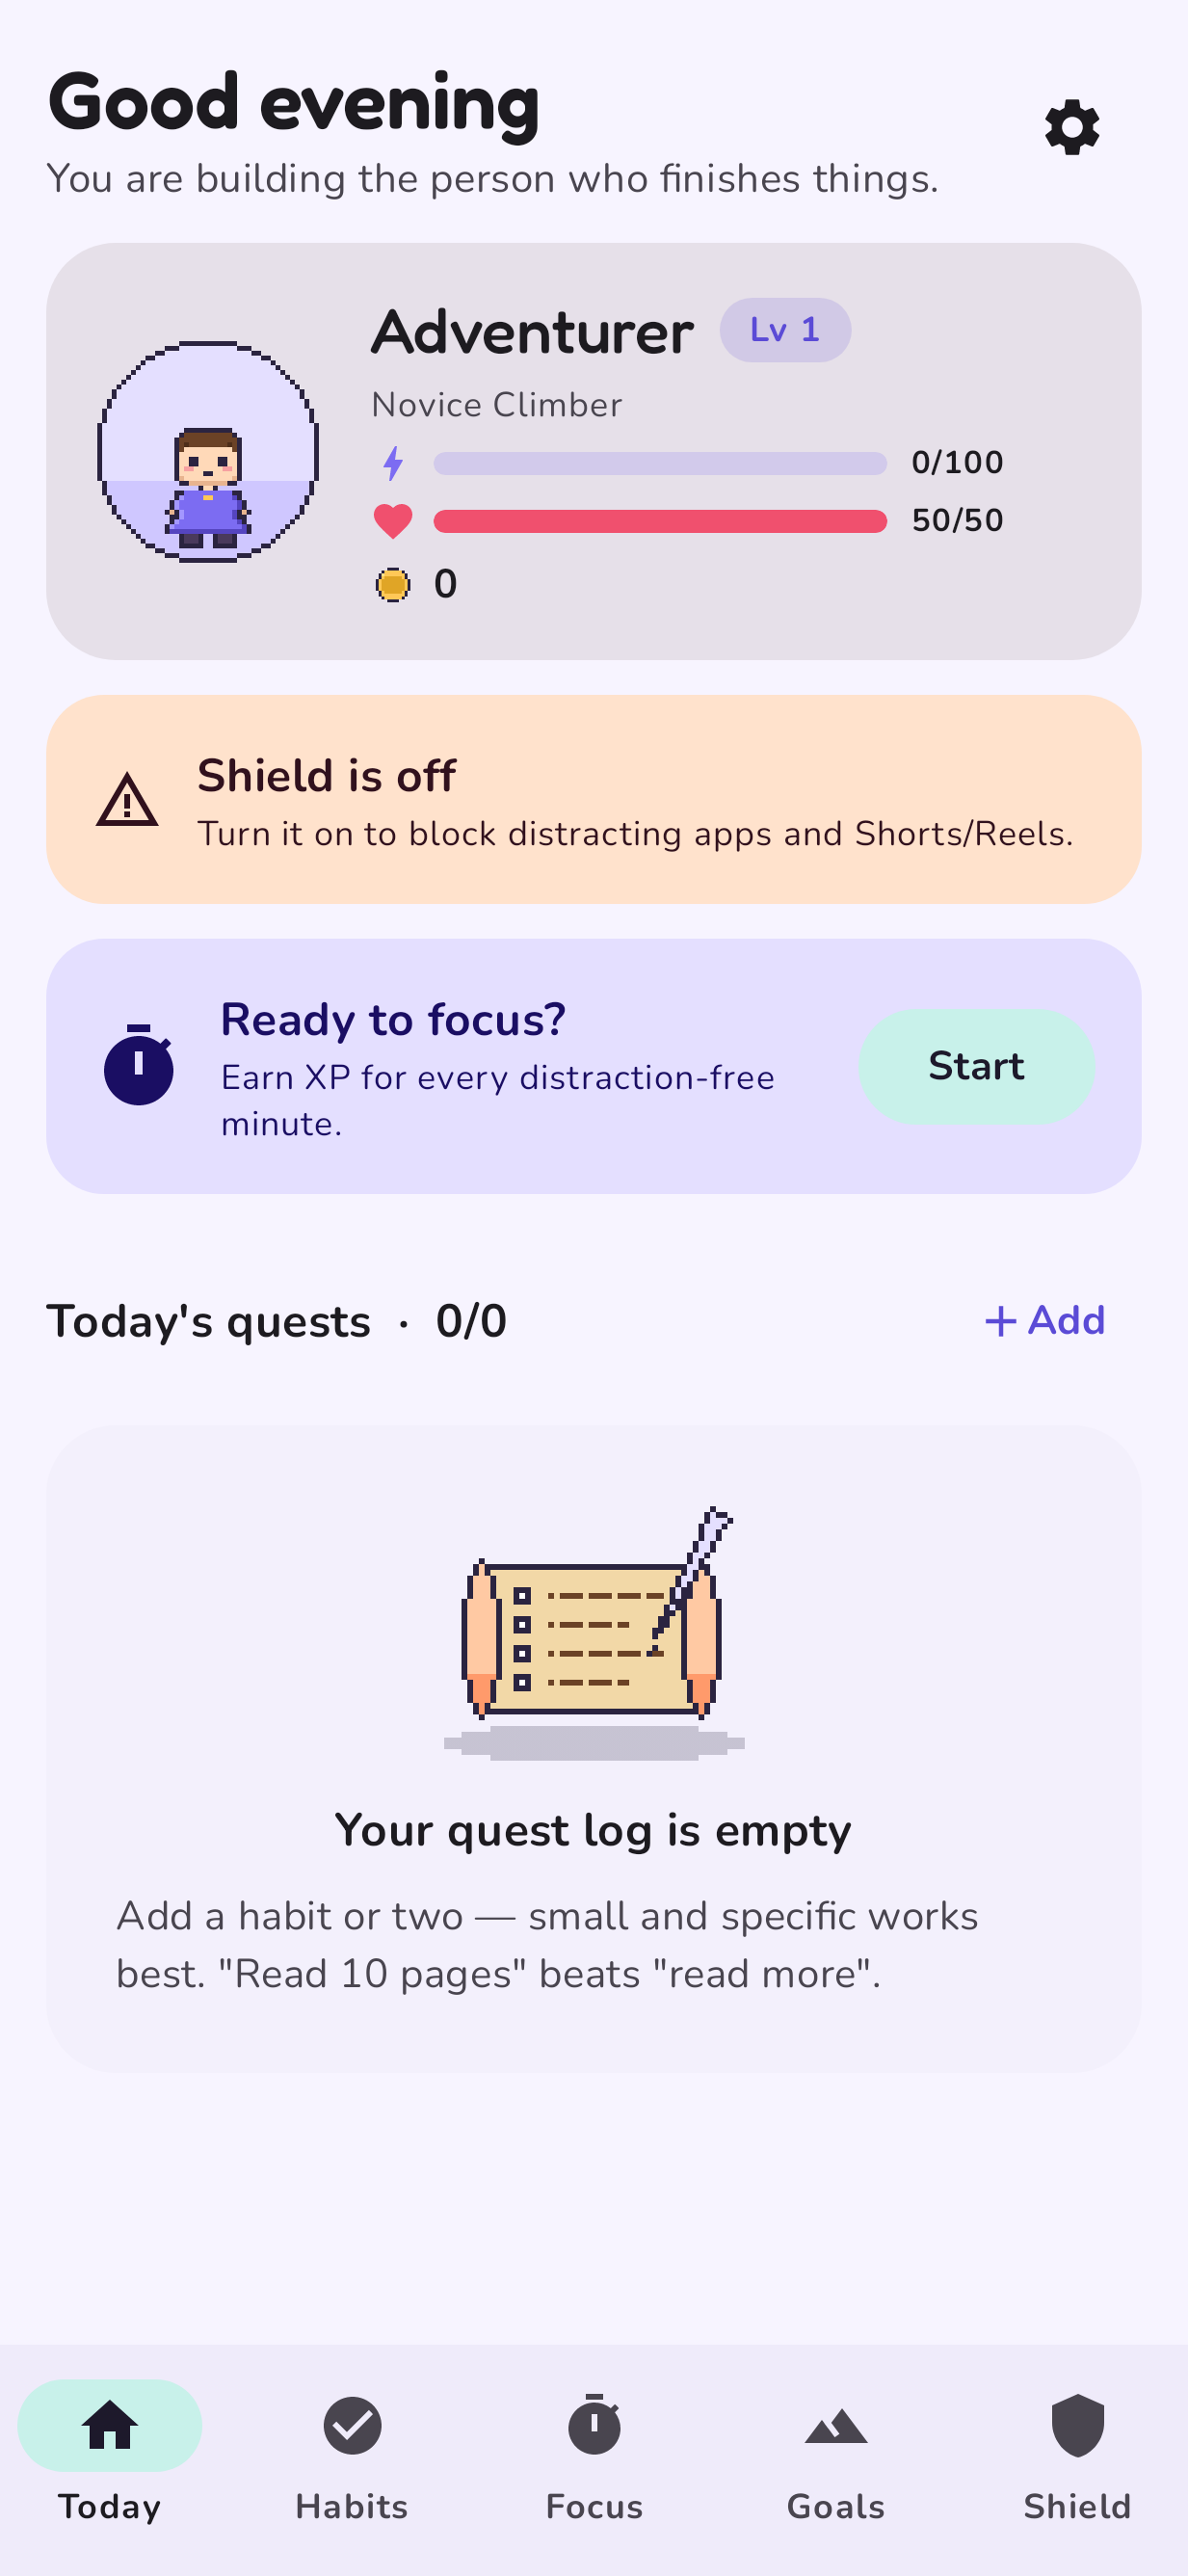 Good evening
You are building the person who finishes things.
Adventurer Lv 1
Novice Climber
0/100
50/50
0
Shield is off
Turn it on to block distracting apps and Shorts/Reels.
Ready to focus?
Earn XP for every distraction-free
minute.
Start
Today's quests · 0/0
+ Add
Your quest log is empty
Add a habit or two — small and specific works
best. "Read 10 pages" beats "read more".
Today Habits Focus Goals Shield